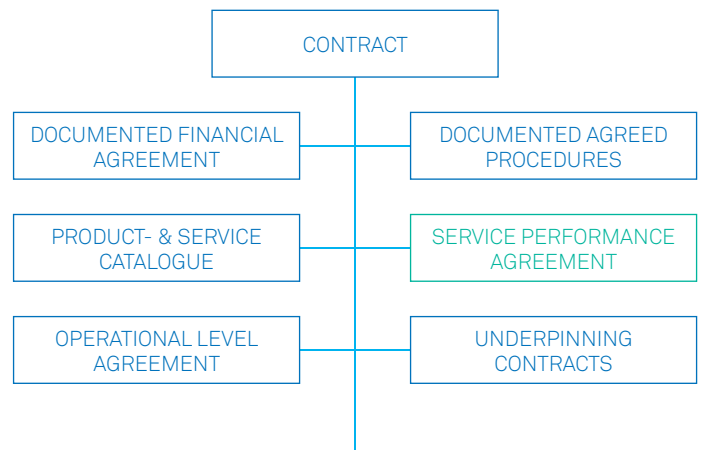 CONTRACT
DOCUMENTED FINANCIAL
AGREEMENT
DOCUMENTED AGREED
PROCEDURES
PRODUCT- & SERVICE
CATALOGUE
SERVICE PERFORMANCE
AGREEMENT
OPERATIONAL LEVEL
AGREEMENT
UNDERPINNING
CONTRACTS